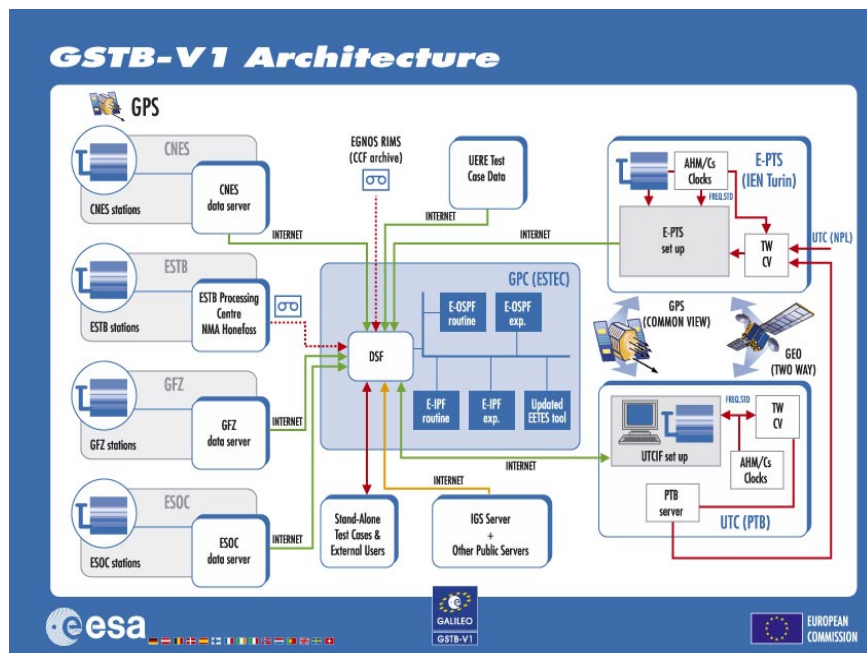 GSTB-V1 Architecture
GPS
CNES
CNES stations
CNES
data server
INTERNET
EGNOS RIMS
(CCF archive)
UERE Test
Case Data
INTERNET
INTERNET
E-PTS
(IEN Turin)
AHM/Cs
Clocks
FREQ.STD
E-PTS
set up
TW
CV
UTC (NPL)
ESTB
ESTB stations
ESTB Processing
Centre
NMA Honefoss
GPC (ESTEC)
E-OSPF
routine
E-OSPF
exp.
DSF
E-IPF
routine
E-IPF
exp.
Updated
EETES tool
GPS
(COMMON VIEW)
GEO
(TWO WAY)
GFZ
GFZ stations
GFZ
data server
INTERNET
INTERNET
INTERNET
FREQ.STD
UTCIF set up
TW
CV
AHM/Cs
Clocks
PTB
server
UTC (PTB)
ESOC
ESOC stations
ESOC
data server
INTERNET
Stand-Alone
Test Cases &
External Users
IGS Server
+
Other Public Servers
esa
GALILEO
GSTB-V1
EUROPEAN
COMMISSION